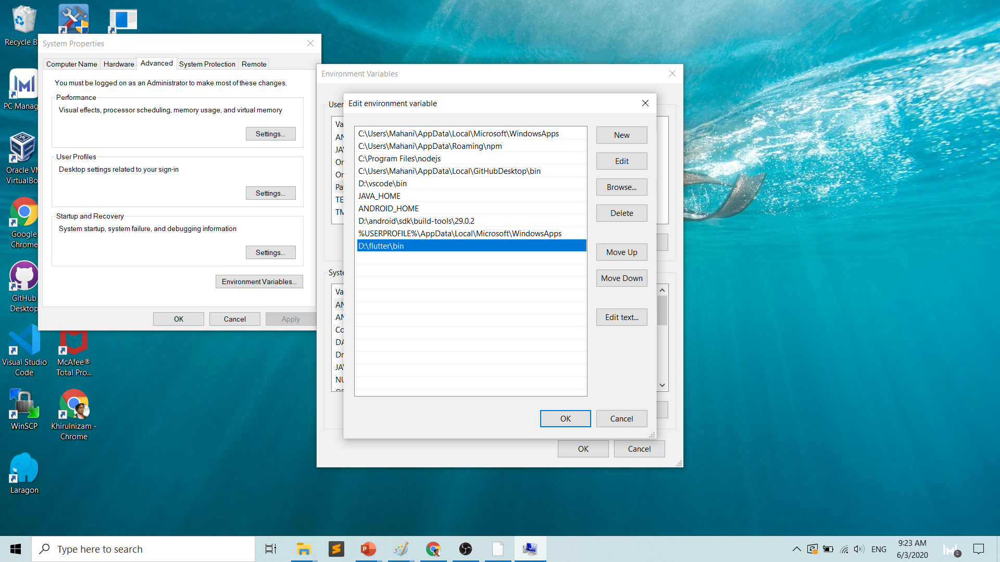 Recycle B
PC Manag
Oracle VM
VirtualBo
Google
Chrome
GitHub
Desktop
Visual Studio
Code
McAfee®
Total Pro...
WinSCP
Khirulnizam -
Chrome
Laragon
System Properties
Computer Name
Hardware
Advanced
System Protection
Remote
You must be logged on as an Administrator to make most of these changes.
Performance
Visual effects, processor scheduling, memory usage, and virtual memory
Settings...
User Profiles
Desktop settings related to your sign-in
Settings...
Startup and Recovery
System startup, system failure, and debugging information
Settings...
Environment Variables...
OK
Cancel
Apply
Environment Variables
User
Va
AN
JA
On
On
Pa
TE
TM
Syste
Va
AN
AN
Co
DA
Dr
JA
NU
OK
Cancel
Edit environment variable
C:\Users\Mahani\AppData\Local\Microsoft\WindowsApps
C:\Users\Mahani\AppData\Roaming\npm
C:\Program Files\nodejs
C:\Users\Mahani\AppData\Local\GitHubDesktop\bin
D:\vscode\bin
JAVA_HOME
ANDROID_HOME
D:\android\sdk\build-tools\29.0.2
%USERPROFILE%\AppData\Local\Microsoft\WindowsApps
D:\flutter\bin
New
Edit
Browse...
Delete
Move Up
Move Down
Edit text...
OK
Cancel
Type here to search
ENG
9:23 AM
6/3/2020
2